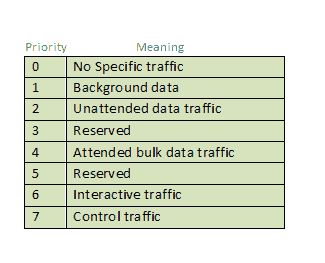 Priority Meaning
0 No Specific traffic
1 Background data
2 Unattended data traffic
3 Reserved
4 Attended bulk data traffic
5 Reserved
6 Interactive traffic
7 Control traffic